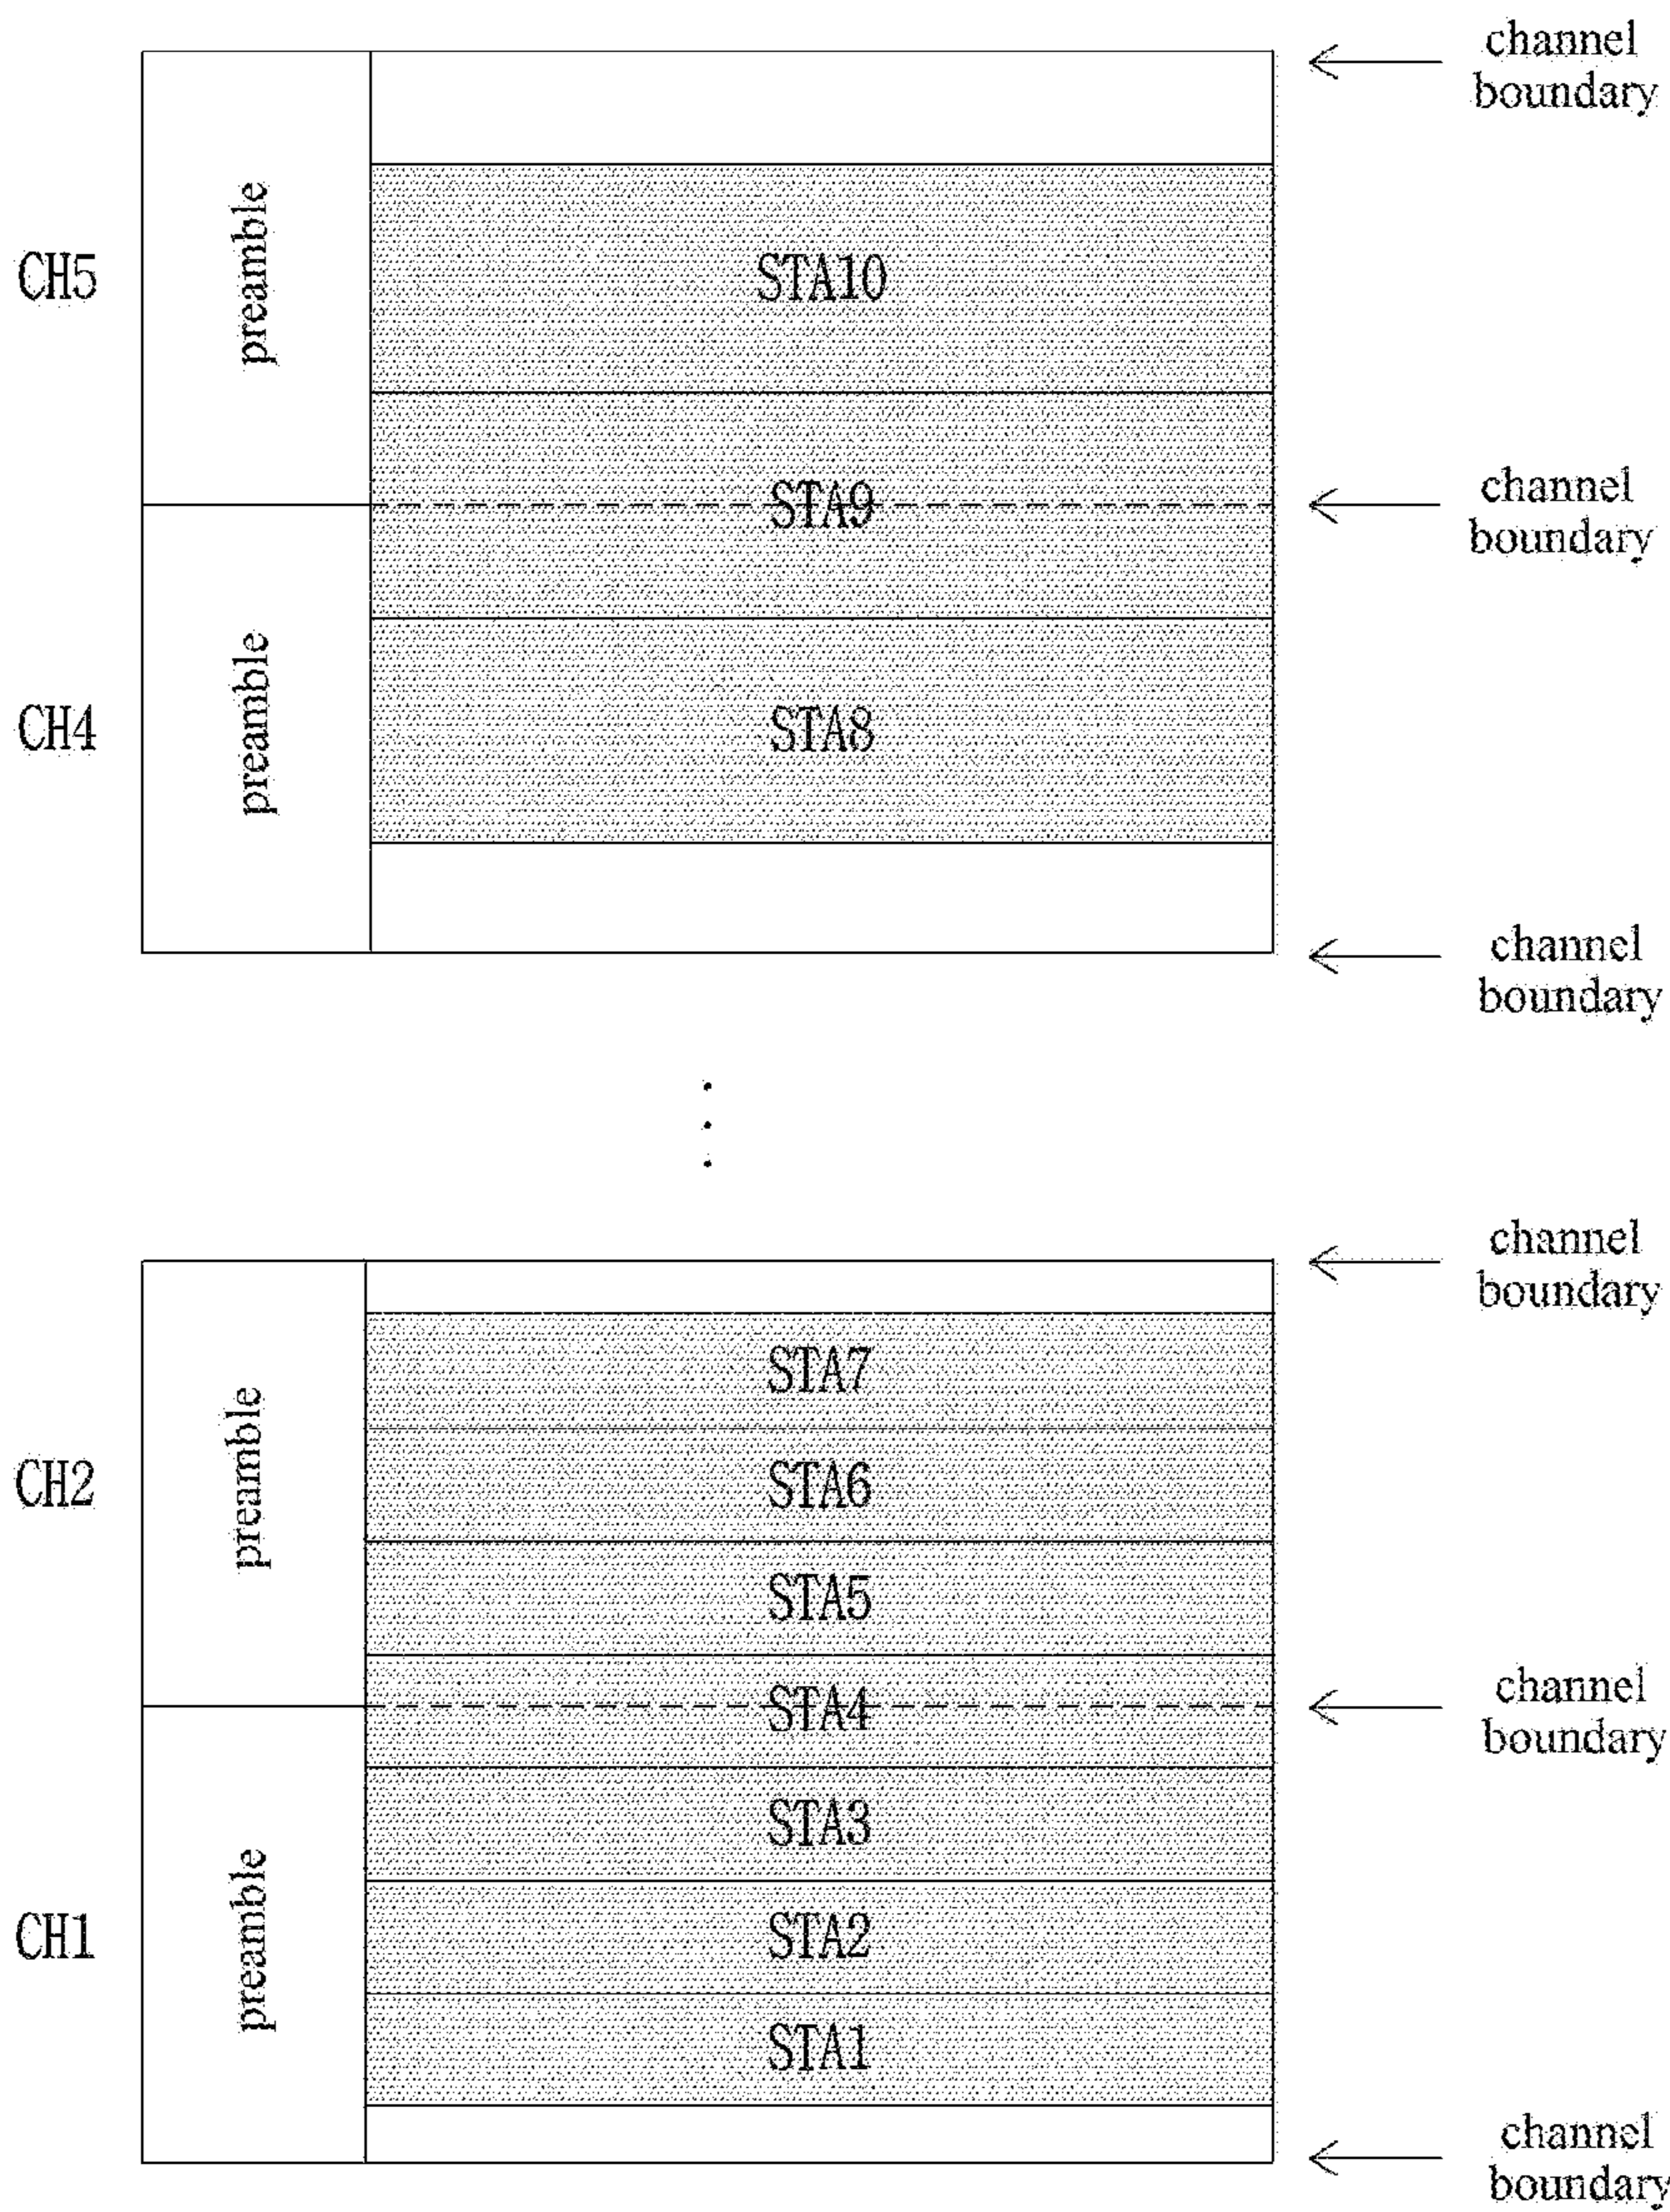 channel
boundary
preamble
CH5
STA10
STA9
channel
boundary
preamble
CH4
STA8
channel
boundary
channel
boundary
preamble
CH2
STA7
STA6
STA5
STA4
channel
boundary
preamble
CH1
STA3
STA2
STA1
channel
boundary